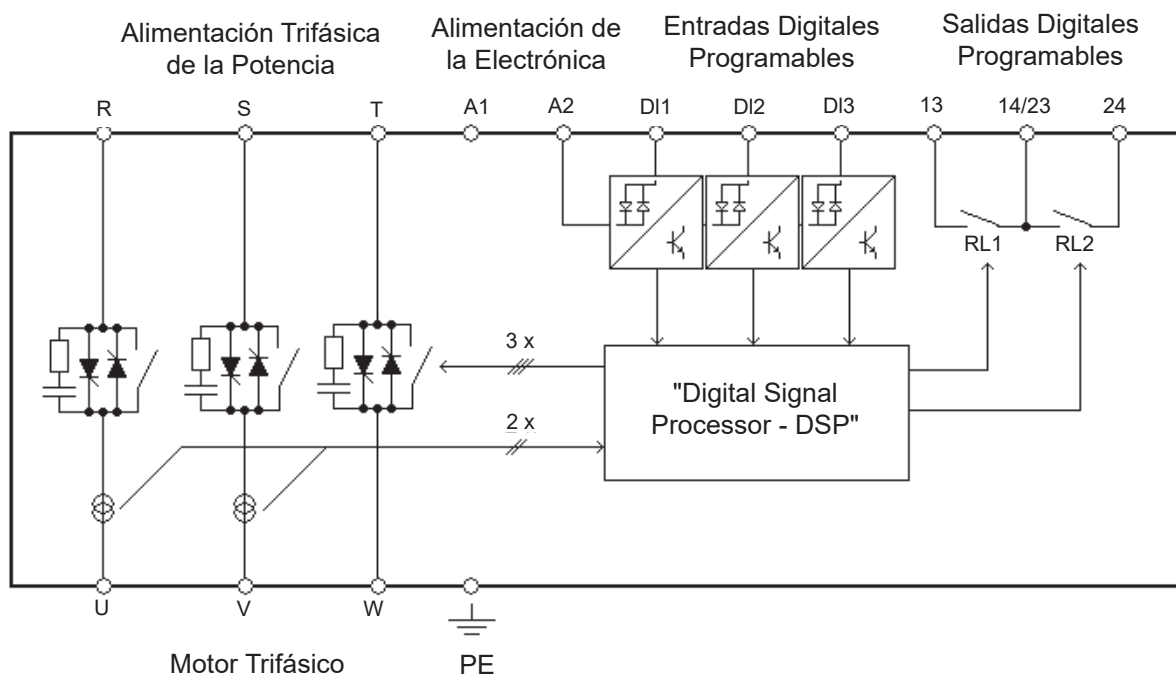 Alimentación Trifásica
de la Potencia
Alimentación de
la Electrónica
Entradas Digitales
Programables
Salidas Digitales
Programables
R
S
T
A1
A2
DI1
DI2
DI3
13
14/23
24
RL1
RL2
3 x
2 x
"Digital Signal
Processor - DSP"
U
V
W
Motor Trifásico
PE